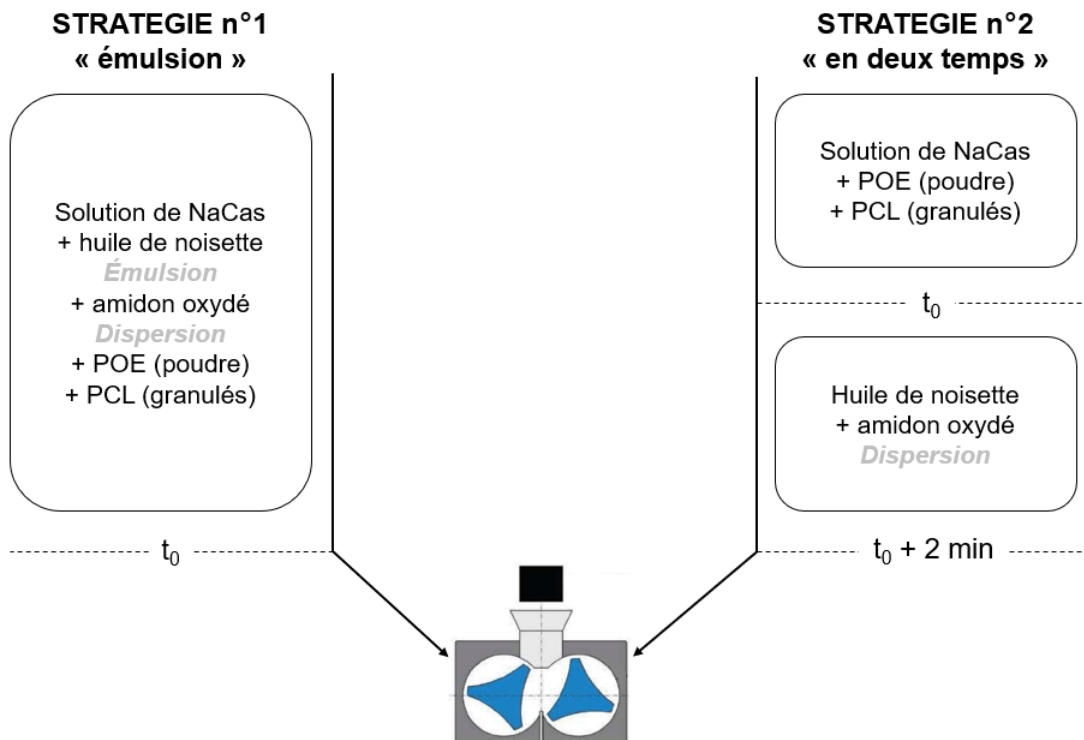 STRATEGIE n°1
« émulsion »
Solution de NaCas
+ huile de noisette
Émulsion
+ amidon oxydé
Dispersion
+ POE (poudre)
+ PCL (granulés)
t0
STRATEGIE n°2
« en deux temps »
Solution de NaCas
+ POE (poudre)
+ PCL (granulés)
t0
Huile de noisette
+ amidon oxydé
Dispersion
t0 + 2 min